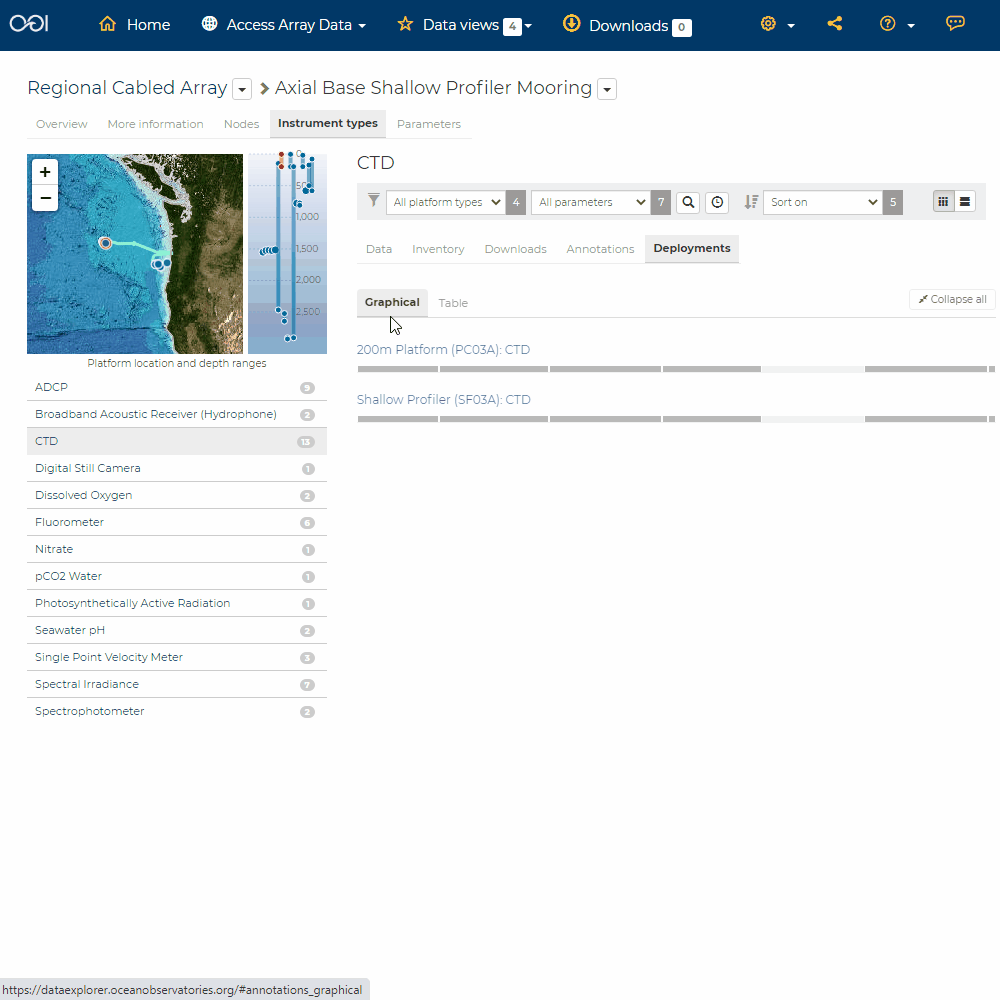 OOI Home Access Array Data Data views 4 Downloads 0
Regional Cabled Array Axial Base Shallow Profiler Mooring
Overview More information Nodes Instrument types Parameters
+
−
0
500
1,000
1,500
2,000
2,500
Platform location and depth ranges
ADCP 9
Broadband Acoustic Receiver (Hydrophone) 2
CTD 13
Digital Still Camera 1
Dissolved Oxygen 2
Fluorometer 6
Nitrate 1
pCO2 Water 1
Photosynthetically Active Radiation 1
Seawater pH 2
Single Point Velocity Meter 3
Spectral Irradiance 7
Spectrophotometer 2
CTD
All platform types 4 All parameters 7 Sort on 5
Data Inventory Downloads Annotations Deployments
Graphical Table Collapse all
200m Platform (PC03A): CTD
Shallow Profiler (SF03A): CTD
https://dataexplorer.oceanobservatories.org/#annotations_graphical